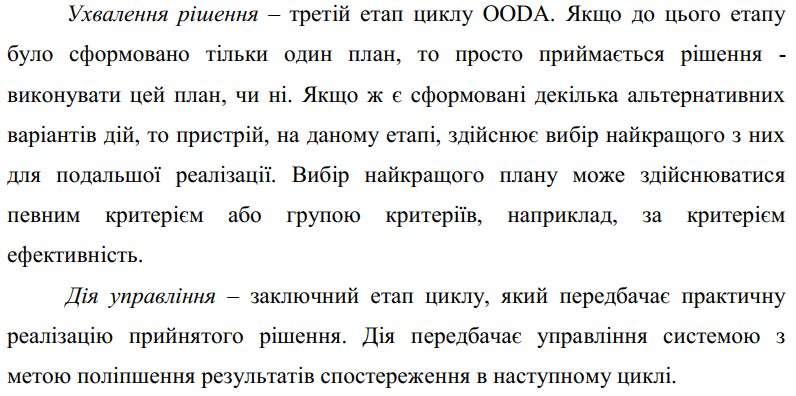 Ухвалення рішення – третій етап циклу OODA. Якщо до цього етапу
було сформовано тільки один план, то просто приймається рішення -
виконувати цей план, чи ні. Якщо ж є сформовані декілька альтернативних
варіантів дій, то пристрій, на даному етапі, здійснює вибір найкращого з них
для подальшої реалізації. Вибір найкращого плану може здійснюватися
певним критерієм або групою критеріїв, наприклад, за критерієм
ефективність.
Дія управління – заключний етап циклу, який передбачає практичну
реалізацію прийнятого рішення. Дія передбачає управління системою з
метою поліпшення результатів спостереження в наступному циклі.